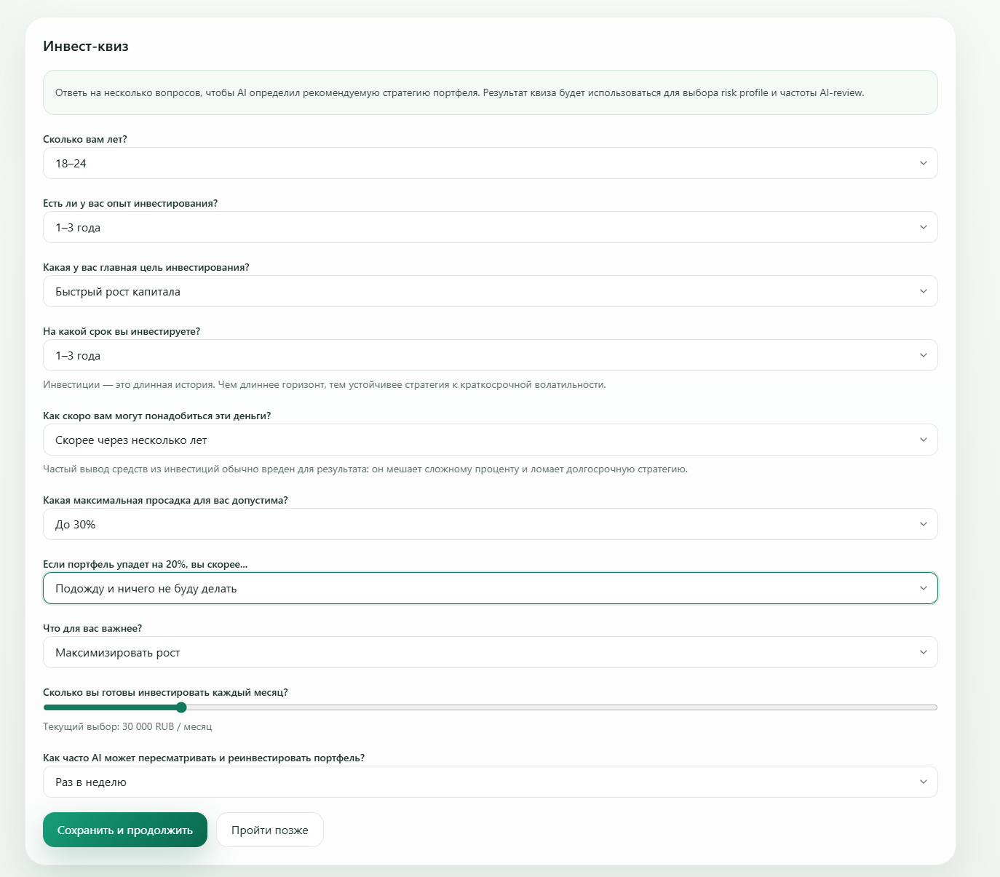 Инвест-квиз
Ответь на несколько вопросов, чтобы AI определил рекомендуемую стратегию портфеля. Результат квиза будет использоваться для выбора risk profile и частоты AI-review.
Сколько вам лет?
18–24
Есть ли у вас опыт инвестирования?
1–3 года
Какая у вас главная цель инвестирования?
Быстрый рост капитала
На какой срок вы инвестируете?
1–3 года
Инвестиции — это длинная история. Чем длиннее горизонт, тем устойчивее стратегия к краткосрочной волатильности.
Как скоро вам могут понадобиться эти деньги?
Скорее через несколько лет
Частый вывод средств из инвестиций обычно вреден для результата: он мешает сложному проценту и ломает долгосрочную стратегию.
Какая максимальная просадка для вас допустима?
До 30%
Если портфель упадет на 20%, вы скорее...
Подожду и ничего не буду делать
Что для вас важнее?
Максимизировать рост
Сколько вы готовы инвестировать каждый месяц?
Текущий выбор: 30 000 RUB / месяц
Как часто AI может пересматривать и реинвестировать портфель?
Раз в неделю
Сохранить и продолжить
Пройти позже